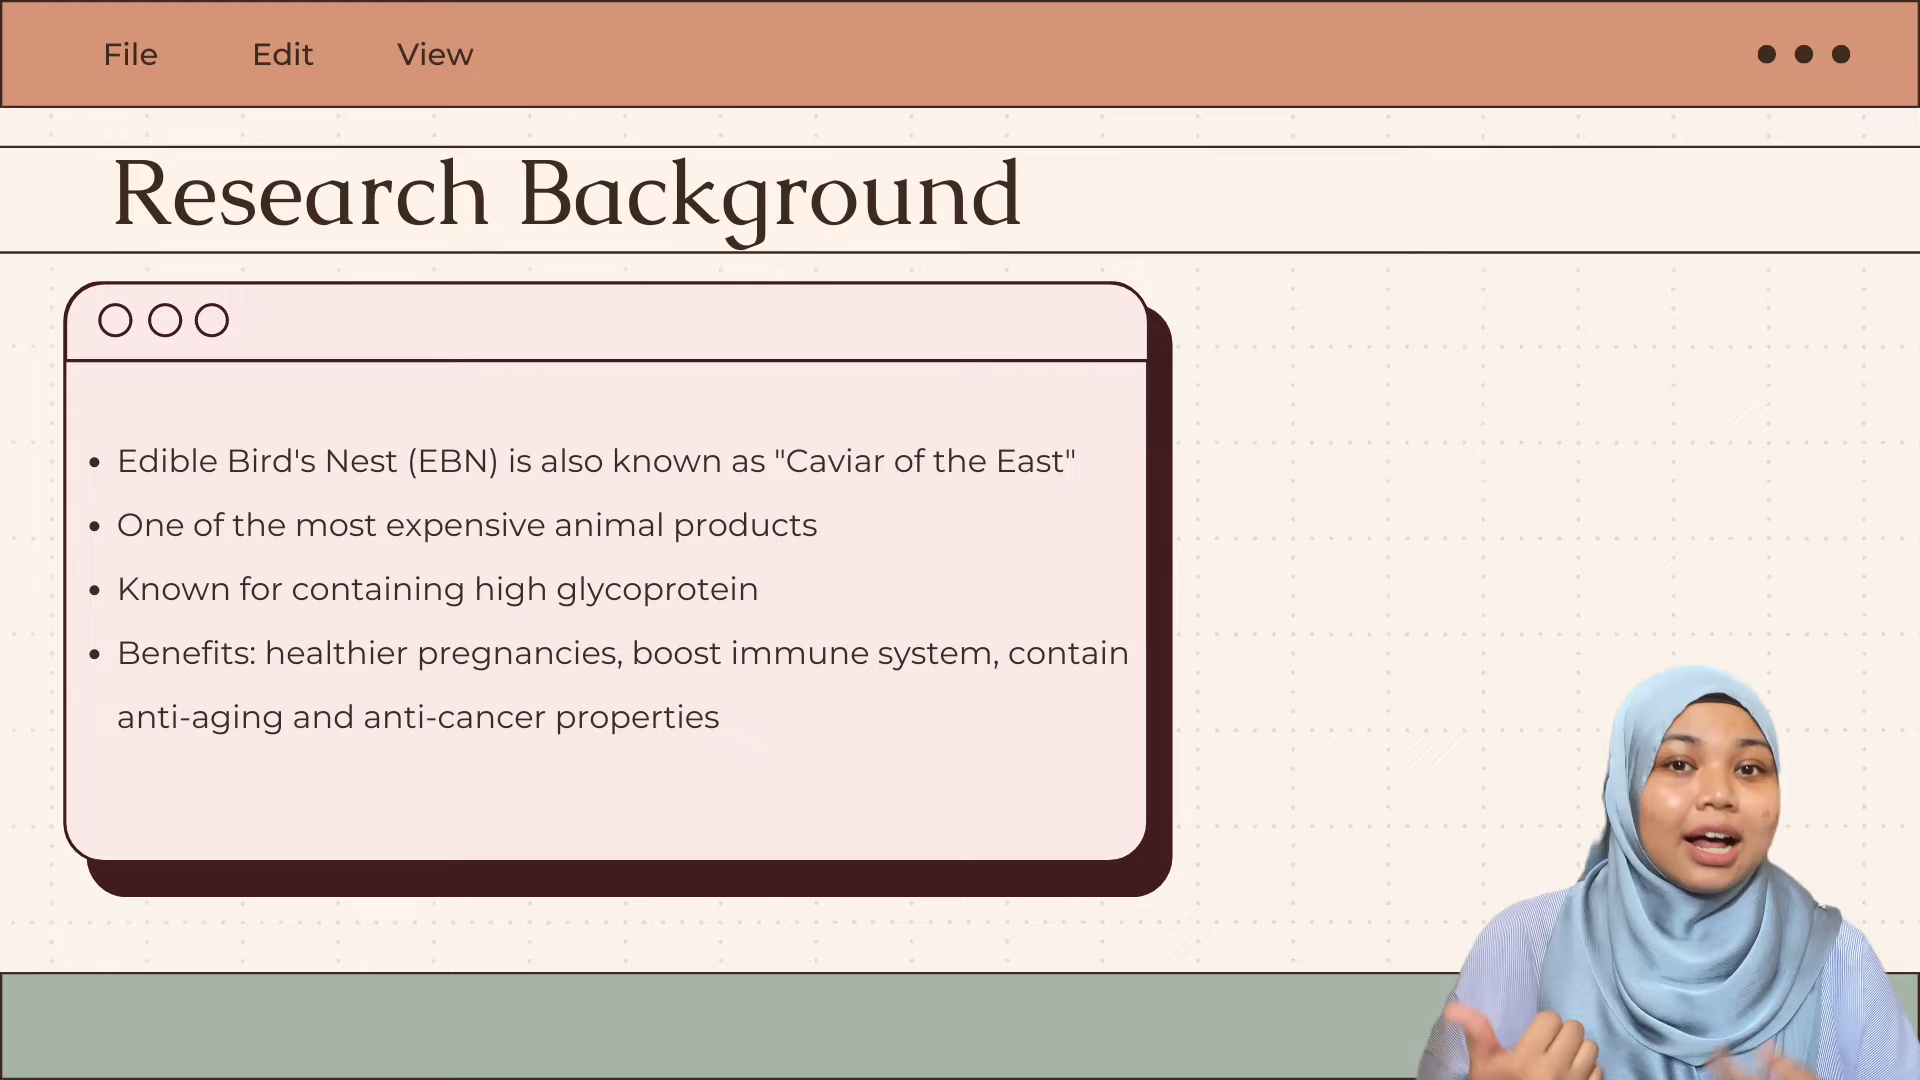 File Edit View
Research Background
• Edible Bird's Nest (EBN) is also known as "Caviar of the East"
• One of the most expensive animal products
• Known for containing high glycoprotein
• Benefits: healthier pregnancies, boost immune system, contain
anti-aging and anti-cancer properties